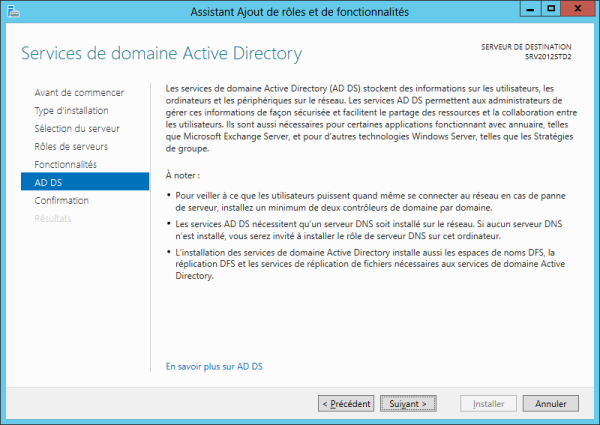 Assistant Ajout de rôles et de fonctionnalités
Services de domaine Active Directory
SERVEUR DE DESTINATION
SRV2012STD2
Avant de commencer
Type d'installation
Sélection du serveur
Rôles de serveurs
Fonctionnalités
AD DS
Confirmation
Résultats
Les services de domaine Active Directory (AD DS) stockent des informations sur les utilisateurs, les
ordinateurs et les périphériques sur le réseau. Les services AD DS permettent aux administrateurs de
gérer ces informations de façon sécurisée et facilitent le partage des ressources et la collaboration entre
les utilisateurs. Ils sont aussi nécessaires pour certaines applications fonctionnant avec annuaire, telles
que Microsoft Exchange Server, et pour d'autres technologies Windows Server, telles que les Stratégies
de groupe.
À noter :
• Pour veiller à ce que les utilisateurs puissent quand même se connecter au réseau en cas de panne
de serveur, installez un minimum de deux contrôleurs de domaine par domaine.
• Les services AD DS nécessitent qu'un serveur DNS soit installé sur le réseau. Si aucun serveur DNS
n'est installé, vous serez invité à installer le rôle de serveur DNS sur cet ordinateur.
• L'installation des services de domaine Active Directory installe aussi les espaces de noms DFS, la
réplication DFS et les services de réplication de fichiers nécessaires aux services de domaine Active
Directory.
En savoir plus sur AD DS
< Précédent
Suivant >
Installer
Annuler